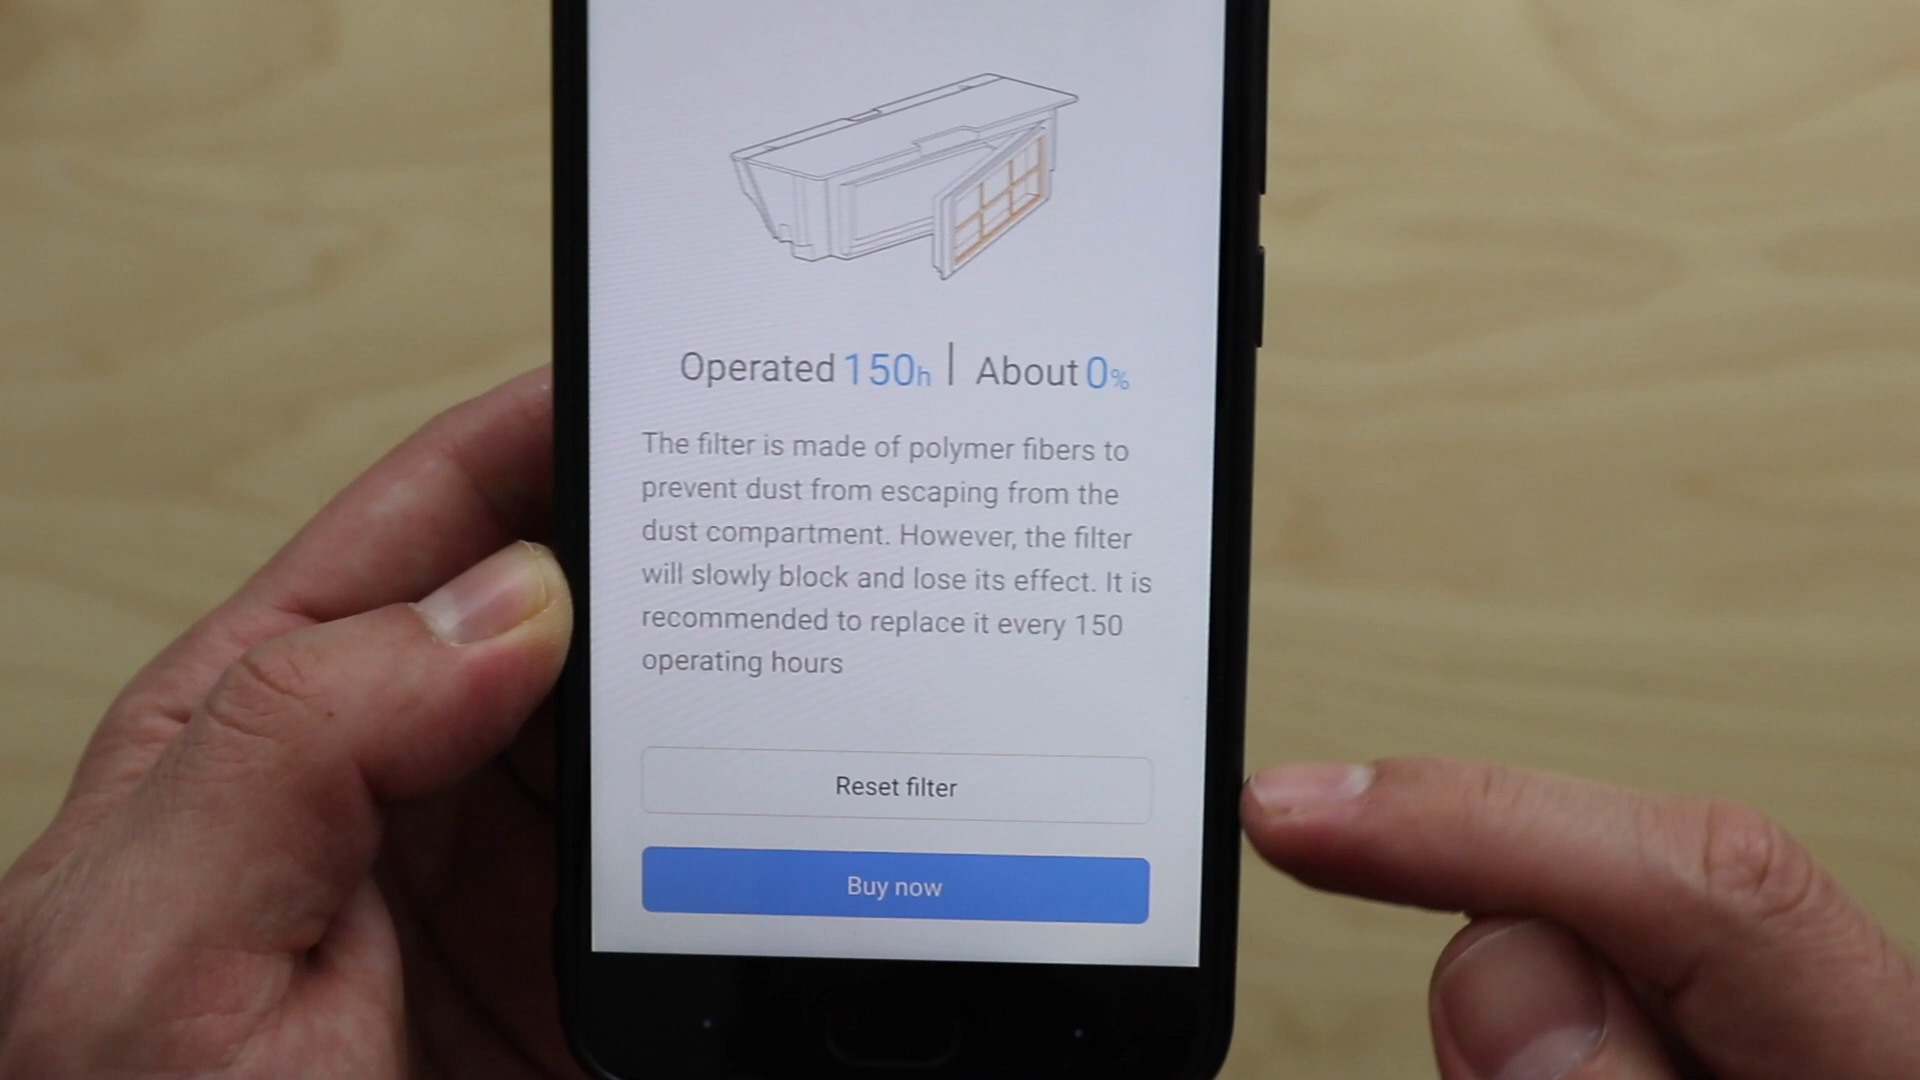 Operated 150h | About 0%
The filter is made of polymer fibers to
prevent dust from escaping from the
dust compartment. However, the filter
will slowly block and lose its effect. It is
recommended to replace it every 150
operating hours
Reset filter
Buy now